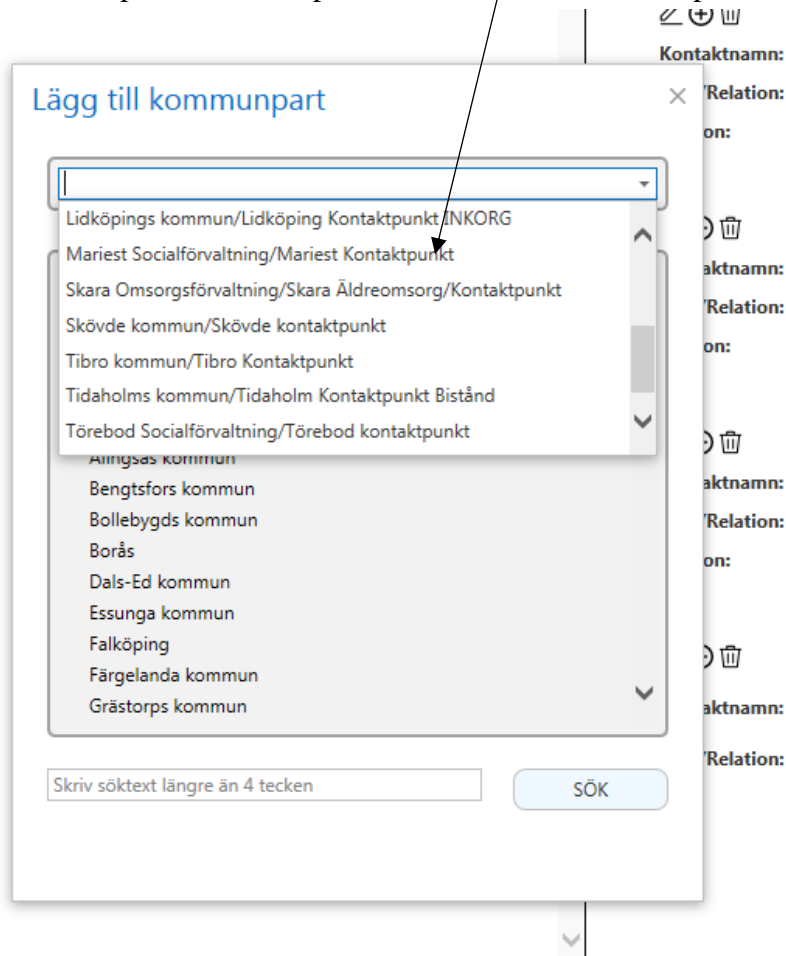 Kontaktnamn:
Lägg till kommunpart
/Relation:
on:
Lidköpings kommun/Lidköping Kontaktpunkt INKORG
Mariest Socialförvaltning/Mariest Kontaktpunkt
aktnamn:
Skara Omsorgsförvaltning/Skara Äldreomsorg/Kontaktpunkt
/Relation:
Skövde kommun/Skövde kontaktpunkt
on:
Tibro kommun/Tibro Kontaktpunkt
Tidaholms kommun/Tidaholm Kontaktpunkt Bistånd
Törebod Socialförvaltning/Törebod kontaktpunkt
Alingsås kommun
Bengtsfors kommun
aktnamn:
Bollebygds kommun
/Relation:
Borås
on:
Dals-Ed kommun
Essunga kommun
Falköping
Färgelanda kommun
Grästorps kommun
aktnamn:
/Relation:
Skriv söktext längre än 4 tecken
SÖK